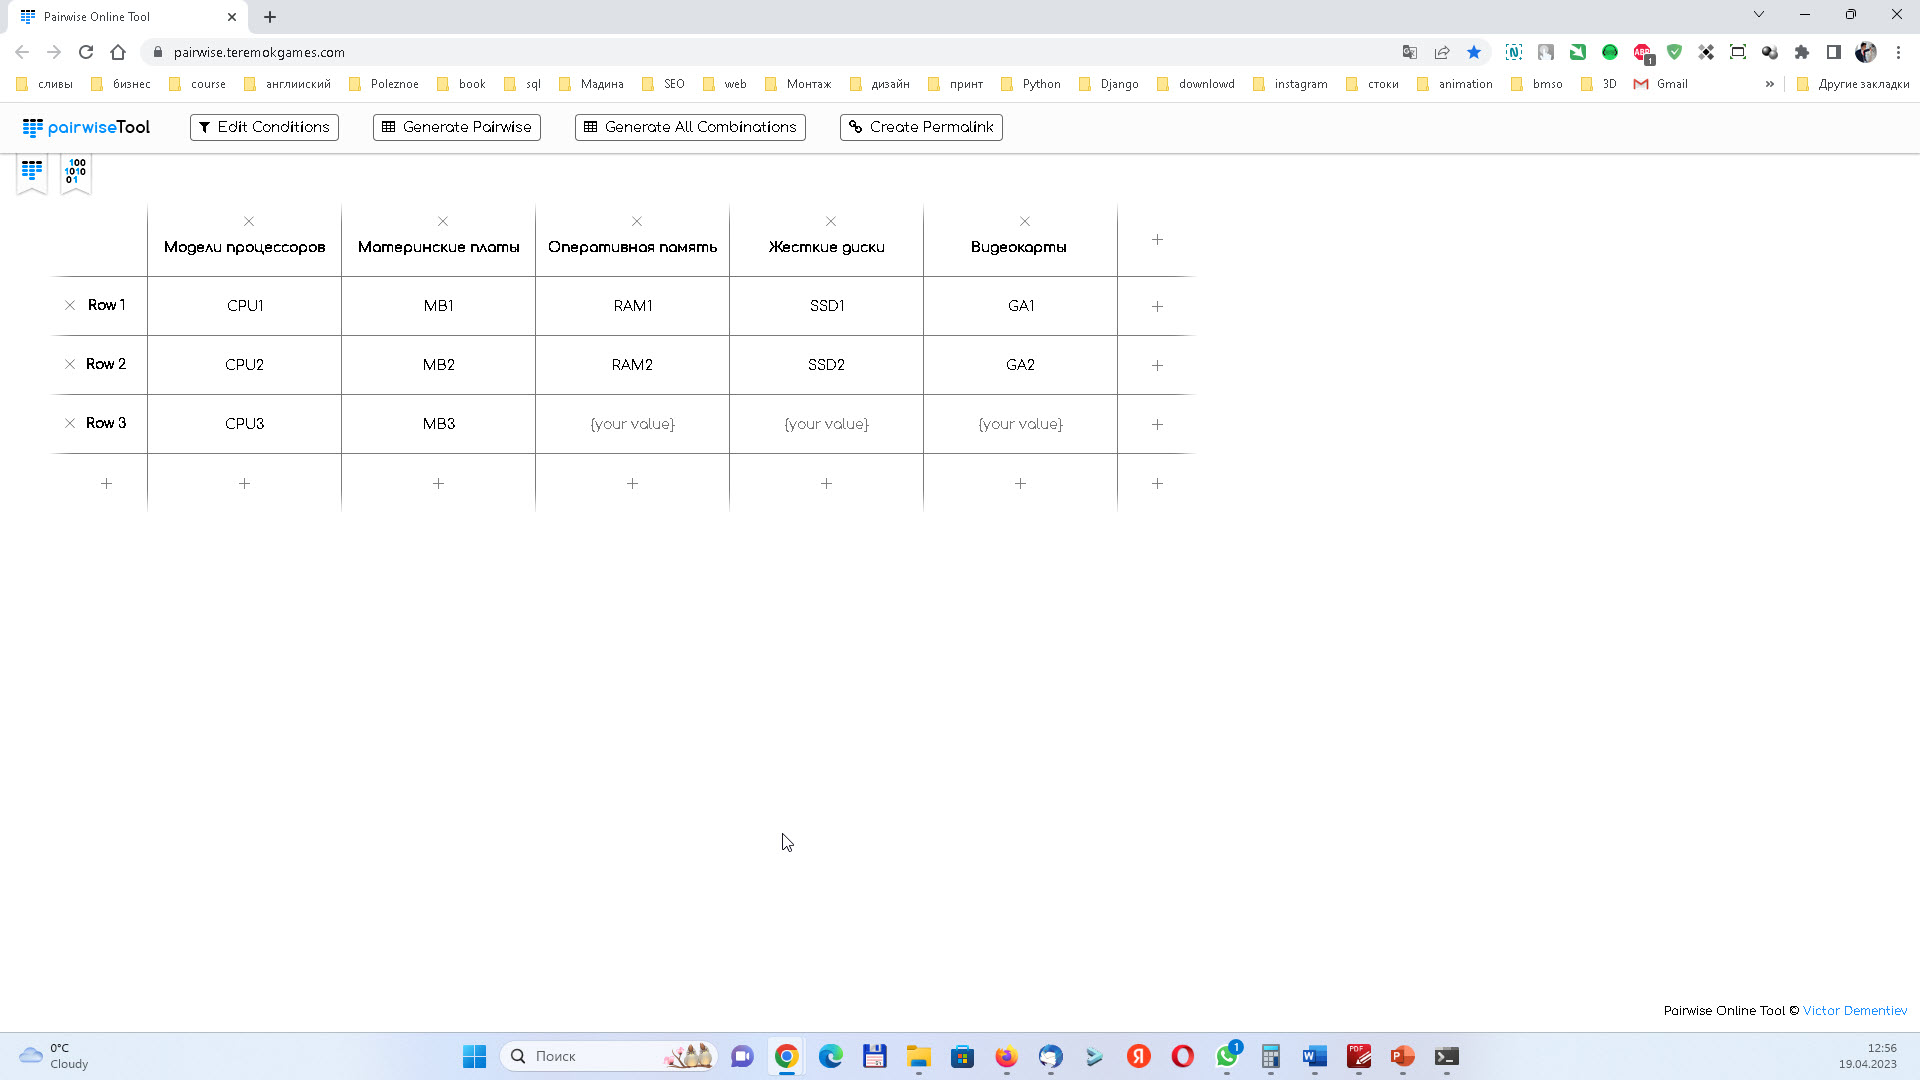 Pairwise Online Tool
pairwise.teremokgames.com
ABP 1
сливы бизнес course английский Poleznoe book sql Мадина SEO web Монтаж дизайн принт Python Django downlowd instagram стоки animation bmso 3D Gmail » Другие закладки
pairwiseTool Edit Conditions Generate Pairwise Generate All Combinations Create Permalink
100
1010
01
Модели процессоров Материнские платы Оперативная память Жесткие диски Видеокарты
Row 1 CPU1 MB1 RAM1 SSD1 GA1
Row 2 CPU2 MB2 RAM2 SSD2 GA2
Row 3 CPU3 MB3 {your value} {your value} {your value}
Pairwise Online Tool © Victor Dementiev
0°C
Cloudy
Поиск
1
12:56
19.04.2023